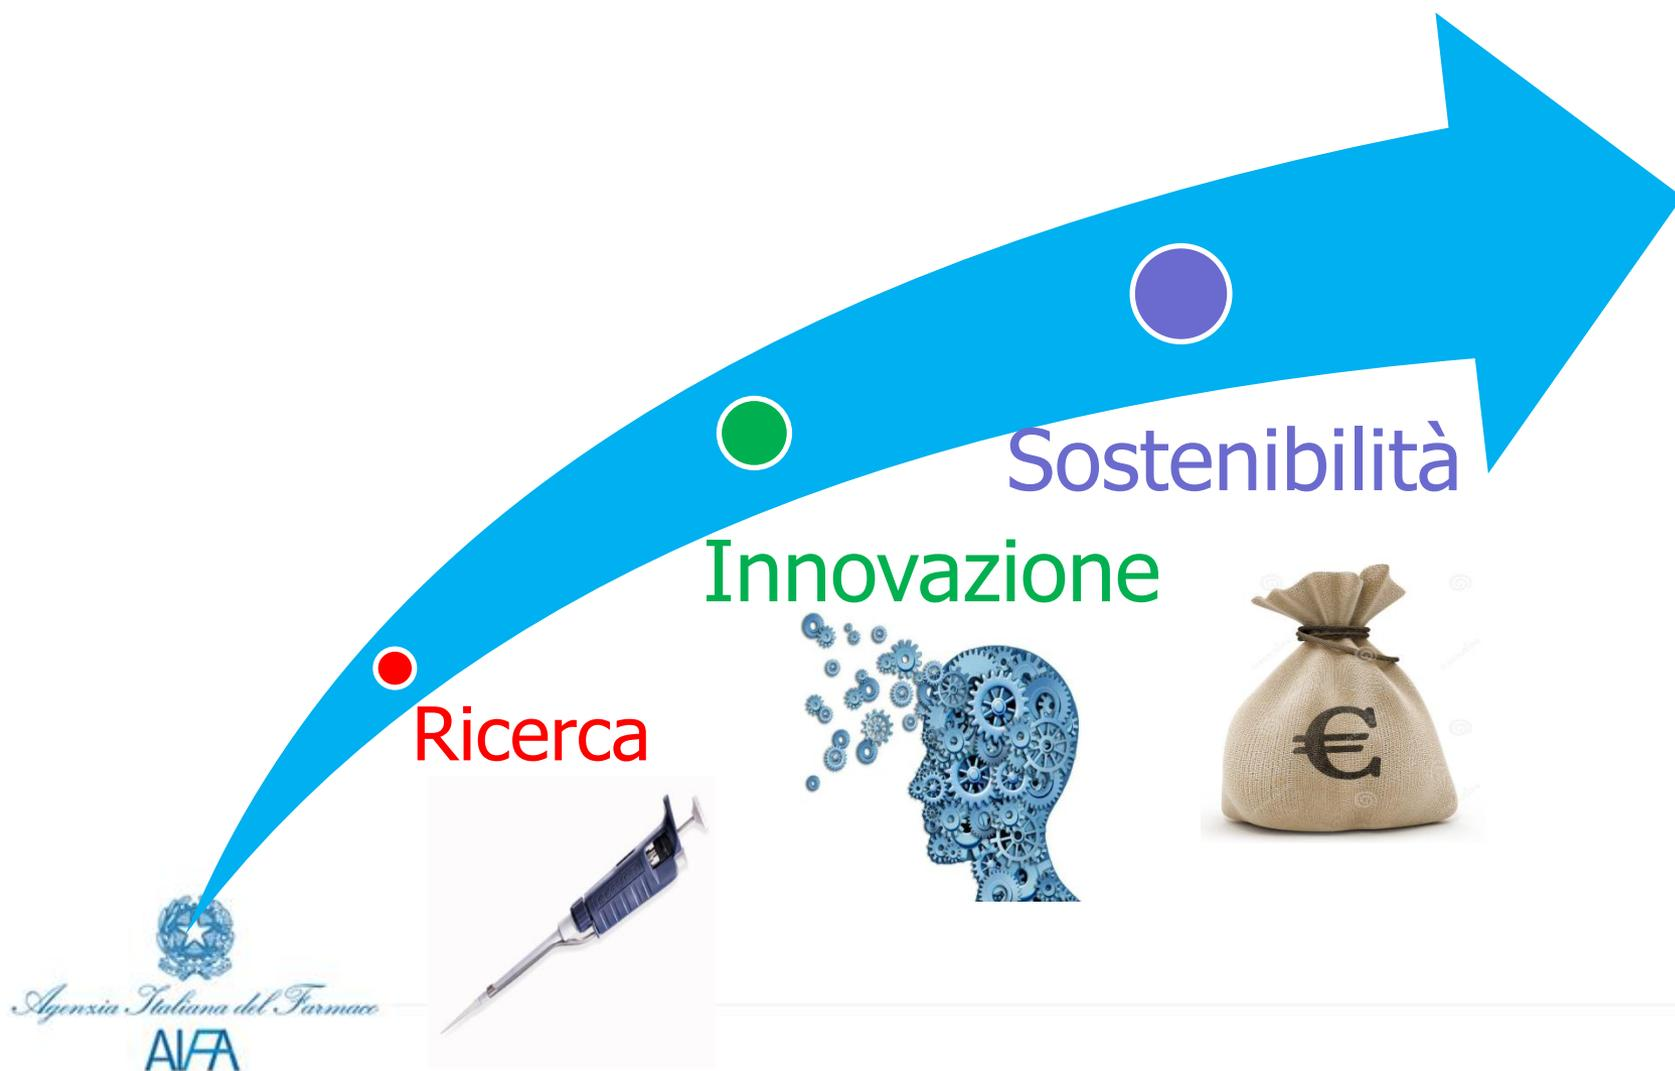 Sostenibilità
Innovazione
€
Ricerca
Agenzia Italiana del Farmaco
AIFA